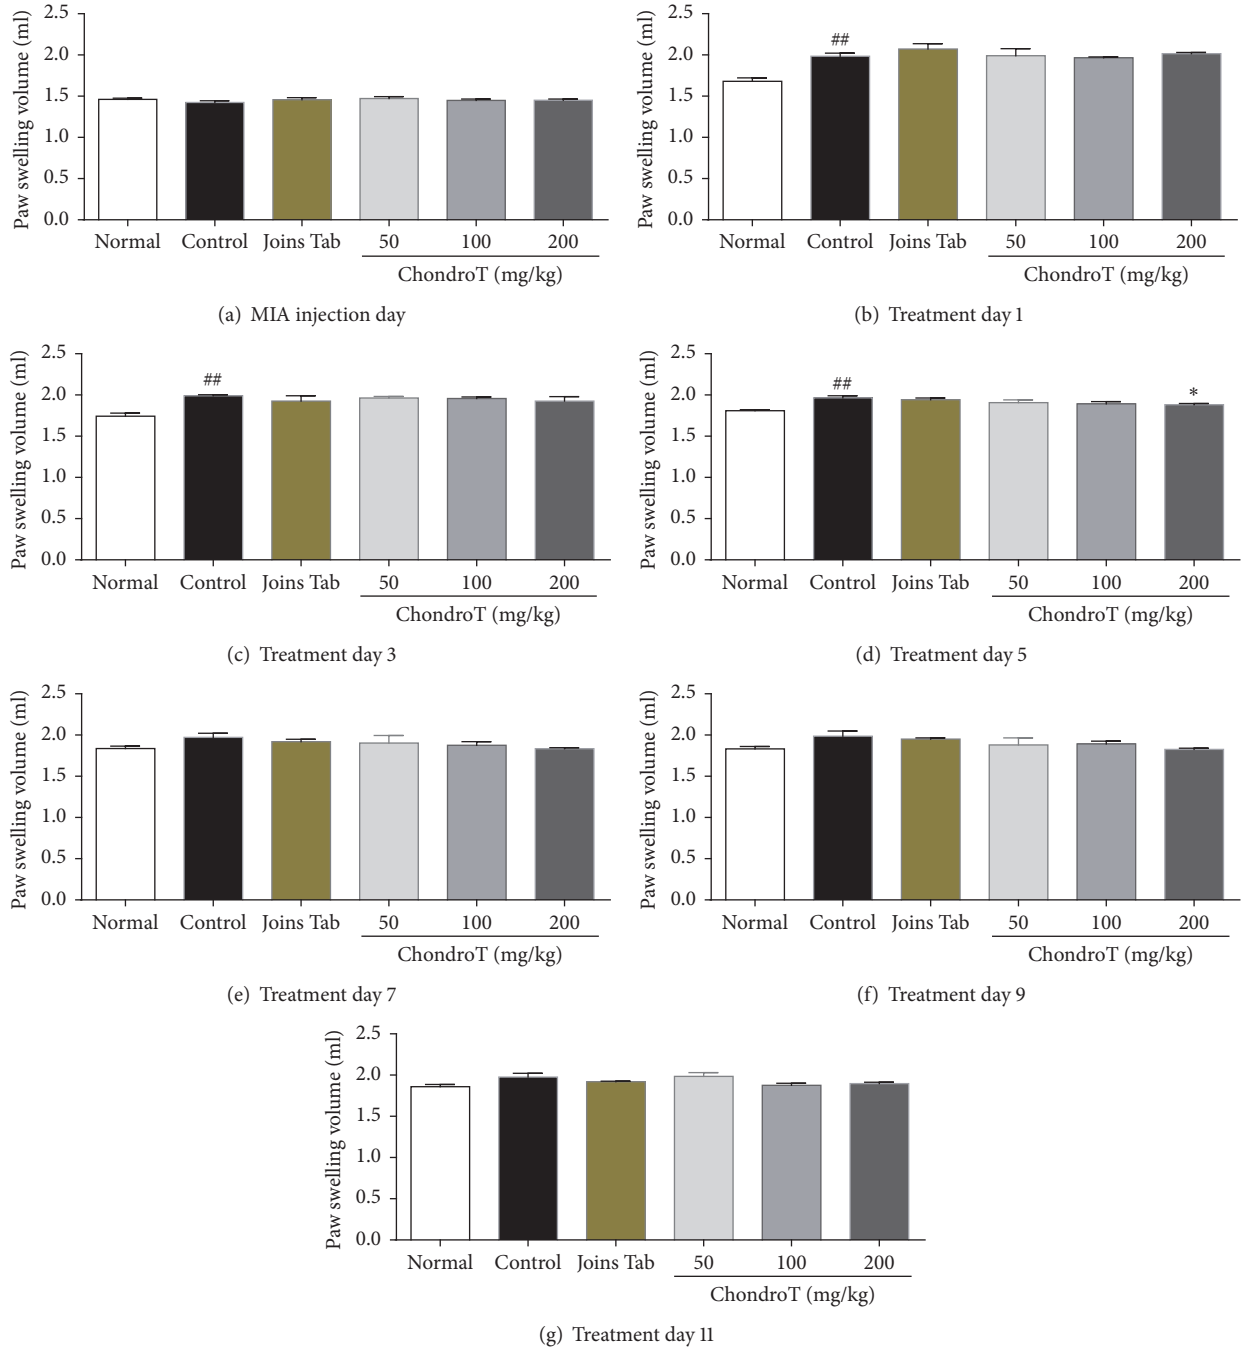 Paw swelling volume (ml)
2.5
2.0
1.5
1.0
0.5
0.0
Normal Control Joins Tab 50 100 200
ChondroT (mg/kg)
(a) MIA injection day
Paw swelling volume (ml)
2.5
2.0
1.5
1.0
0.5
0.0
##
Normal Control Joins Tab 50 100 200
ChondroT (mg/kg)
(b) Treatment day 1
Paw swelling volume (ml)
2.5
2.0
1.5
1.0
0.5
0.0
##
Normal Control Joins Tab 50 100 200
ChondroT (mg/kg)
(c) Treatment day 3
Paw swelling volume (ml)
2.5
2.0
1.5
1.0
0.5
0.0
## *
Normal Control Joins Tab 50 100 200
ChondroT (mg/kg)
(d) Treatment day 5
Paw swelling volume (ml)
2.5
2.0
1.5
1.0
0.5
0.0
Normal Control Joins Tab 50 100 200
ChondroT (mg/kg)
(e) Treatment day 7
Paw swelling volume (ml)
2.5
2.0
1.5
1.0
0.5
0.0
Normal Control Joins Tab 50 100 200
ChondroT (mg/kg)
(f) Treatment day 9
Paw swelling volume (ml)
2.5
2.0
1.5
1.0
0.5
0.0
Normal Control Joins Tab 50 100 200
ChondroT (mg/kg)
(g) Treatment day 11